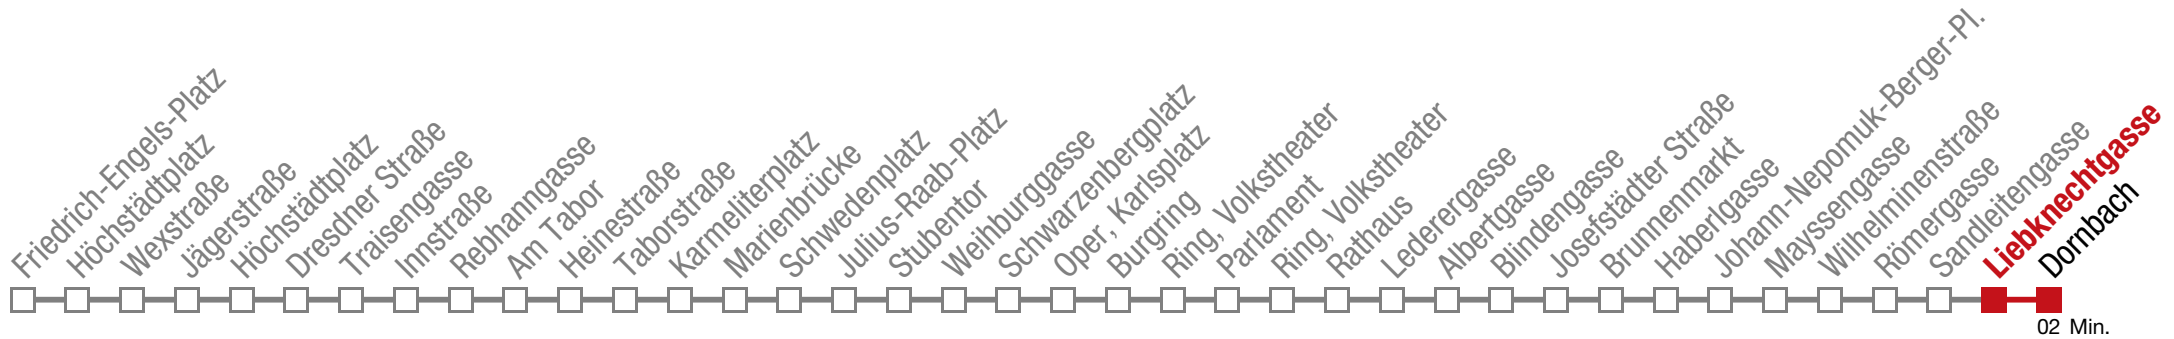 Friedrich-Engels-Platz
Höchstädtplatz
Wexstraße
Jägerstraße
Höchstädtplatz
Dresdner Straße
Traisengasse
Innstraße
Rebhanngasse
Am Tabor
Heinestraße
Taborstraße
Karmeliterplatz
Marienbrücke
Schwedenplatz
Julius-Raab-Platz
Stubentor
Weihburggasse
Schwarzenbergplatz
Oper, Karlsplatz
Burgring
Ring, Volkstheater
Parlament
Ring, Volkstheater
Rathaus
Lederergasse
Albertgasse
Blindengasse
Josefstädter Straße
Brunnenmarkt
Haberlgasse
Johann-Nepomuk-Berger-Pl.
Mayssengasse
Wilhelminenstraße
Römergasse
Sandleitengasse
Liebknechtgasse
Dornbach
02 Min.